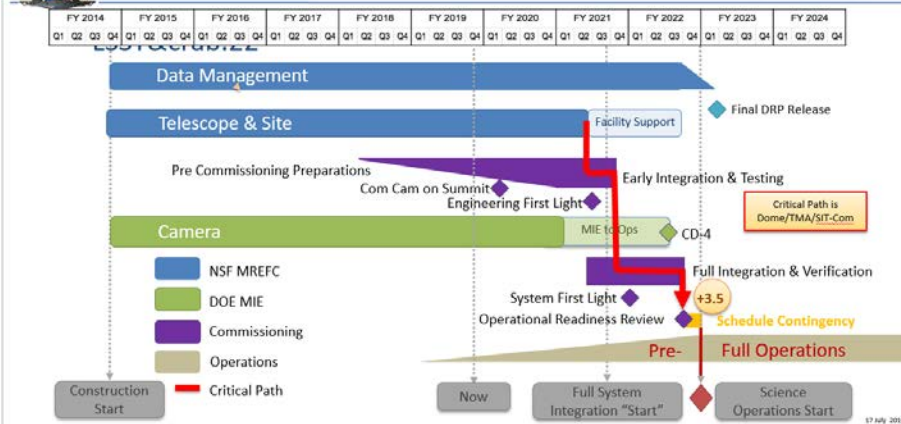 FY 2014 FY 2015 FY 2016 FY 2017 FY 2018 FY 2019 FY 2020 FY 2021 FY 2022 FY 2023 FY 2024
Q1 Q2 Q3 Q4 Q1 Q2 Q3 Q4 Q1 Q2 Q3 Q4 Q1 Q2 Q3 Q4 Q1 Q2 Q3 Q4 Q1 Q2 Q3 Q4 Q1 Q2 Q3 Q4 Q1 Q2 Q3 Q4 Q1 Q2 Q3 Q4 Q1 Q2 Q3 Q4 Q1 Q2 Q3 Q4
Data Management
Final DRP Release
Telescope & Site
Facility Support
Pre Commissioning Preparations
Early Integration & Testing
Com Cam on Summit
Engineering First Light
Critical Path is
Dome/TMA/SIT-Com
Camera
MIE to Ops
CD-4
NSF MREFC
Full Integration & Verification
DOE MIE
System First Light
+3.5
Commissioning
Operational Readiness Review
Schedule Contingency
Operations
Pre- Full Operations
Critical Path
Construction
Start
Now
Full System
Integration "Start"
Science
Operations Start
17 July